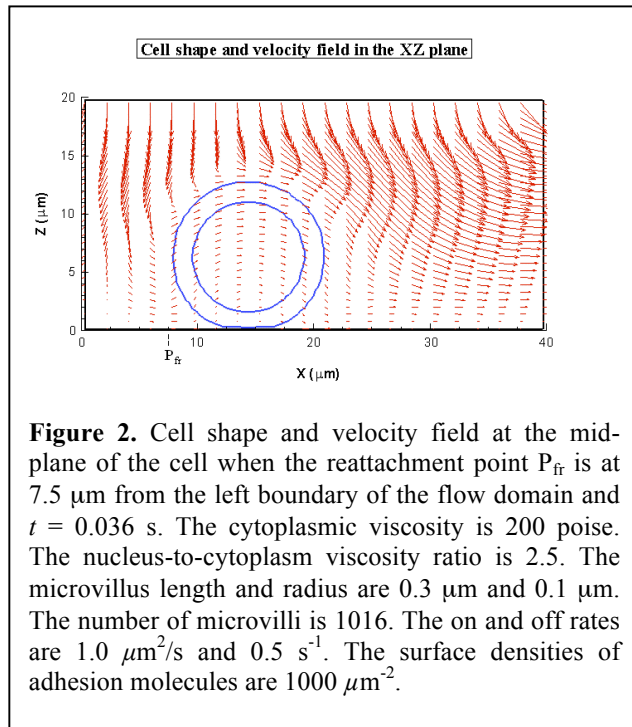 Cell shape and velocity field in the XZ plane
20
15
Z (μm)
10
5
0
0
10
20
30
40
P_fr
X (μm)
Figure 2. Cell shape and velocity field at the mid-
plane of the cell when the reattachment point P_fr is at
7.5 μm from the left boundary of the flow domain and
t = 0.036 s. The cytoplasmic viscosity is 200 poise.
The nucleus-to-cytoplasm viscosity ratio is 2.5. The
microvillus length and radius are 0.3 μm and 0.1 μm.
The number of microvilli is 1016. The on and off rates
are 1.0 μm²/s and 0.5 s⁻¹. The surface densities of
adhesion molecules are 1000 μm⁻².